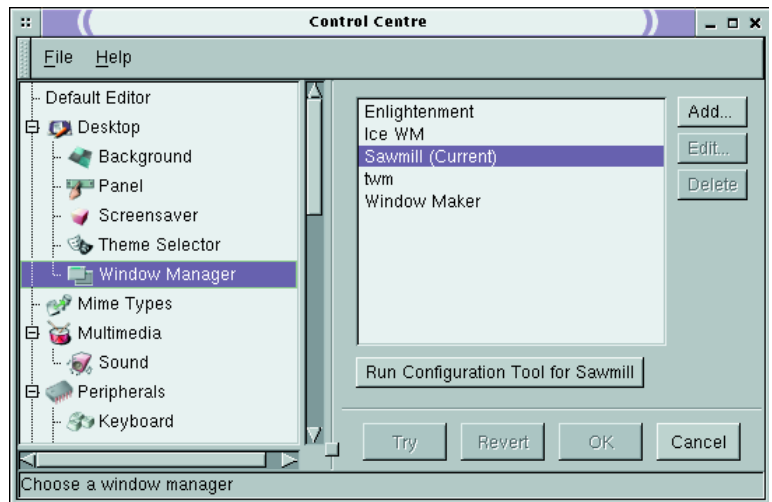 Control Centre
File Help
Default Editor
Desktop
Background
Panel
Screensaver
Theme Selector
Window Manager
Mime Types
Multimedia
Sound
Peripherals
Keyboard
Enlightenment
Ice WM
Sawmill (Current)
twm
Window Maker
Add...
Edit...
Delete
Run Configuration Tool for Sawmill
Try Revert OK Cancel
Choose a window manager